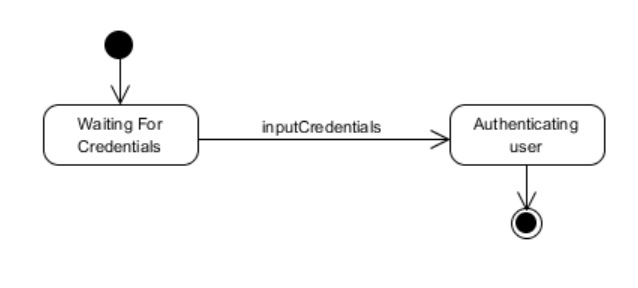 Waiting For
Credentials
inputCredentials
Authenticating
user